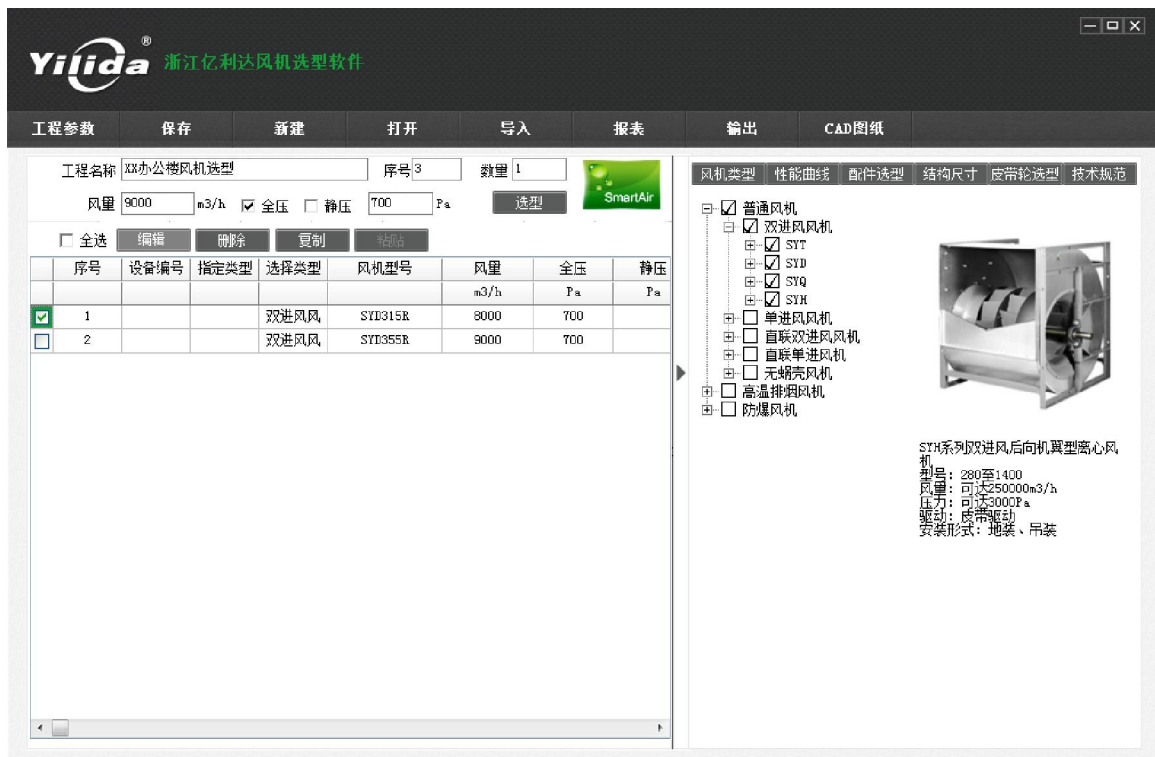 Yilida® 浙江亿利达风机选型软件
工程参数 保存 新建 打开 导入 报表 输出 CAD图纸
工程名称 XX办公楼风机选型 序号 3 数量 1
风量 9000 m3/h 全压 静压 700 Pa 选型
SmartAir
全选 编辑 删除 复制 粘贴
序号 设备编号 指定类型 选择类型 风机型号 风量 全压 静压
m3/h Pa Pa
1 双进风风 SYD315R 8000 700
2 双进风风 SYD355R 9000 700
风机类型 性能曲线 配件选型 结构尺寸 皮带轮选型 技术规范
普通风机
双进风风机
SYT
SYD
SYQ
SYH
单进风风机
直联双进风风机
直联单进风机
无蜗壳风机
高温排烟风机
防爆风机
SYH系列双进风后向机翼型离心风
机
型号：280至1400
风量：可达250000m3/h
压力：可达3000Pa
驱动：皮带驱动
安装形式：地装、吊装